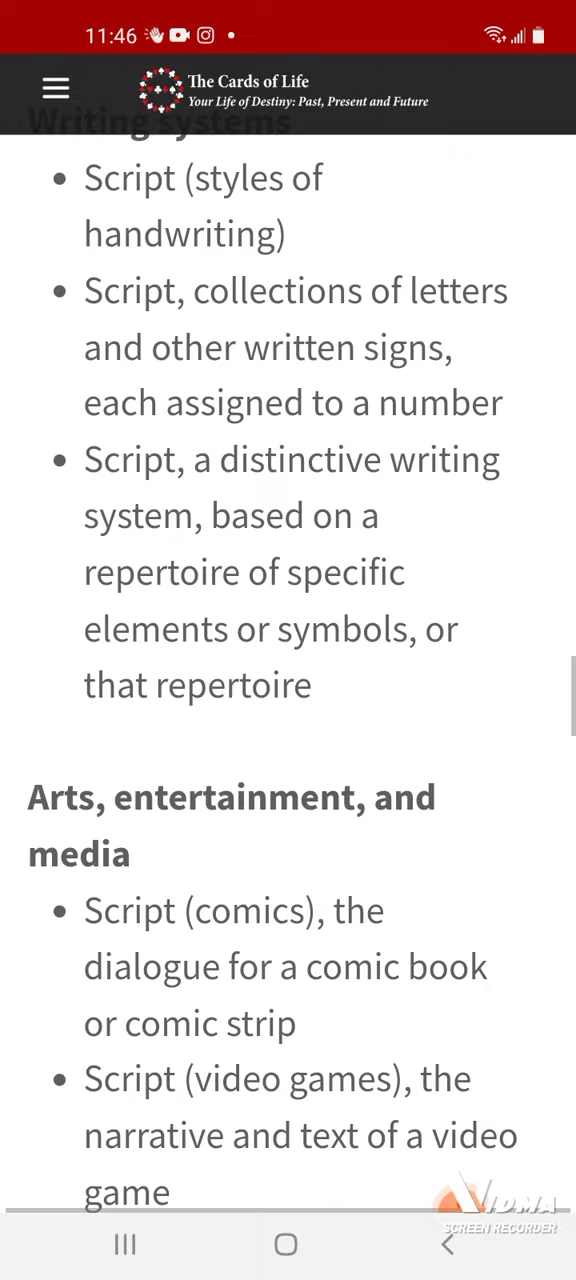 11:46
The Cards of Life
Your Life of Destiny: Past, Present and Future
Writing systems
Script (styles of
handwriting)
Script, collections of letters
and other written signs,
each assigned to a number
Script, a distinctive writing
system, based on a
repertoire of specific
elements or symbols, or
that repertoire
Arts, entertainment, and
media
Script (comics), the
dialogue for a comic book
or comic strip
Script (video games), the
narrative and text of a video
game
VIDMA
SCREEN RECORDER